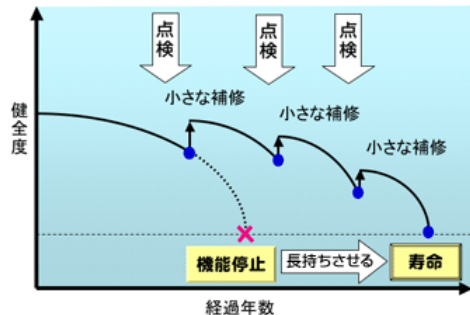 点検
点検
点検
小さな補修
小さな補修
小さな補修
健全度
機能停止
長持ちさせる
寿命
経過年数